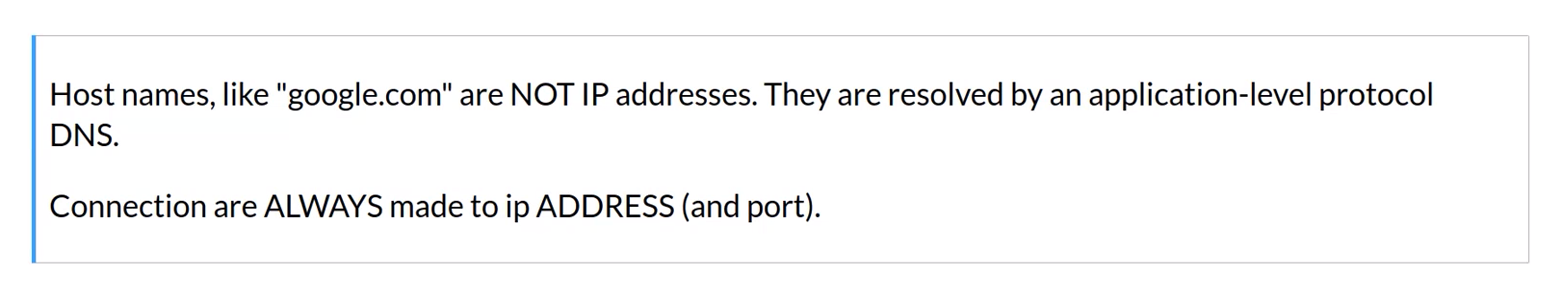 Host names, like "google.com" are NOT IP addresses. They are resolved by an application-level protocol
DNS.
Connection are ALWAYS made to ip ADDRESS (and port).